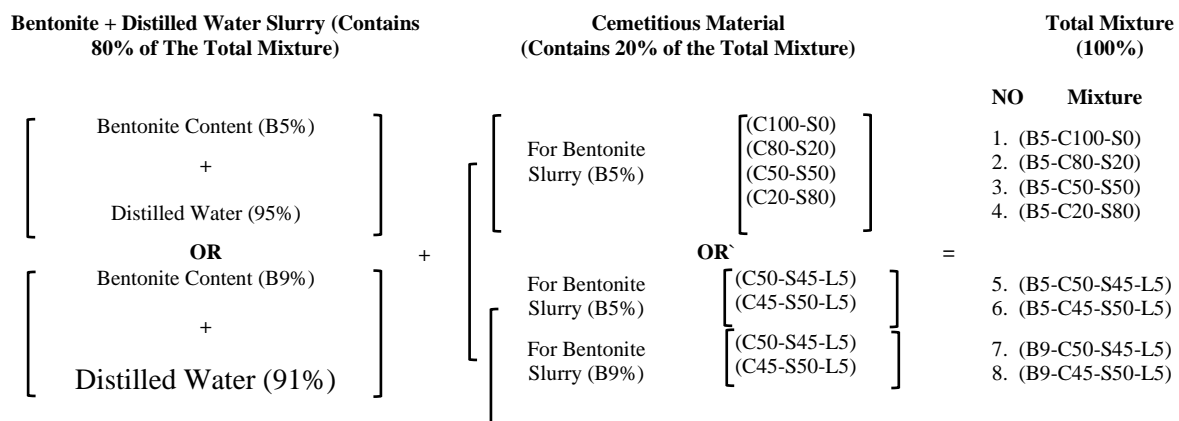 Bentonite + Distilled Water Slurry (Contains
80% of The Total Mixture)
Bentonite Content (B5%)
+
Distilled Water (95%)
OR
Bentonite Content (B9%)
+
Distilled Water (91%)
+
Cemetitious Material
(Contains 20% of the Total Mixture)
For Bentonite
Slurry (B5%)
(C100-S0)
(C80-S20)
(C50-S50)
(C20-S80)
OR`
For Bentonite
Slurry (B5%)
(C50-S45-L5)
(C45-S50-L5)
For Bentonite
Slurry (B9%)
(C50-S45-L5)
(C45-S50-L5)
=
Total Mixture
(100%)
NO Mixture
1. (B5-C100-S0)
2. (B5-C80-S20)
3. (B5-C50-S50)
4. (B5-C20-S80)
5. (B5-C50-S45-L5)
6. (B5-C45-S50-L5)
7. (B9-C50-S45-L5)
8. (B9-C45-S50-L5)